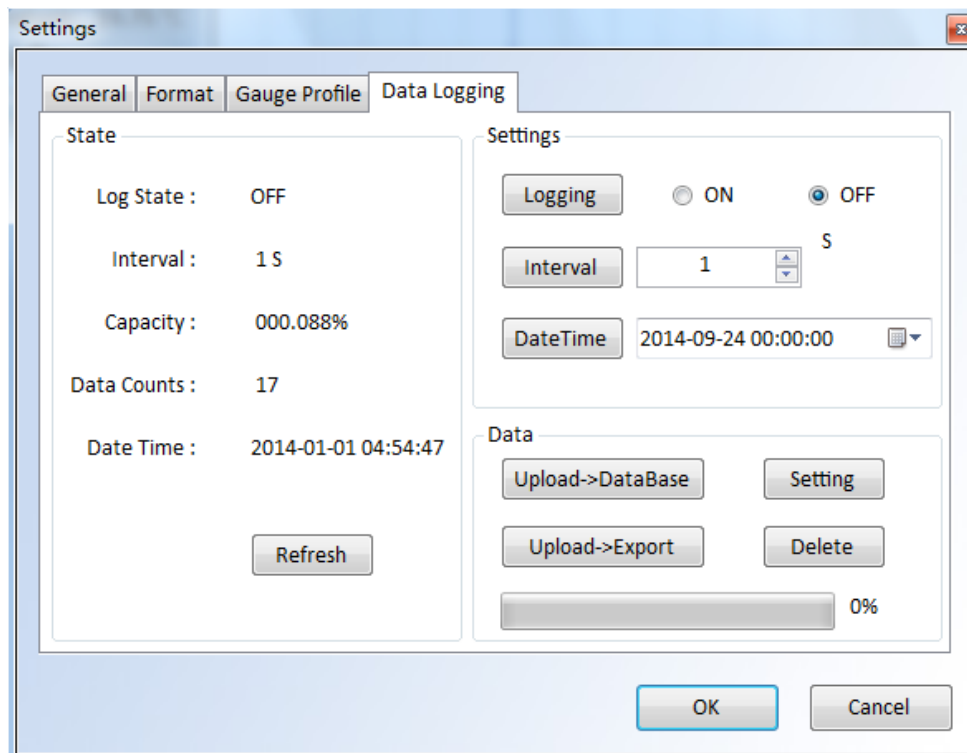 Settings
General Format Gauge Profile Data Logging
State
Log State : OFF
Interval : 1 S
Capacity : 000.088%
Data Counts : 17
Date Time : 2014-01-01 04:54:47
Refresh
Settings
Logging ON OFF
S
Interval 1
DateTime 2014-09-24 00:00:00
Data
Upload->DataBase Setting
Upload->Export Delete
0%
OK Cancel